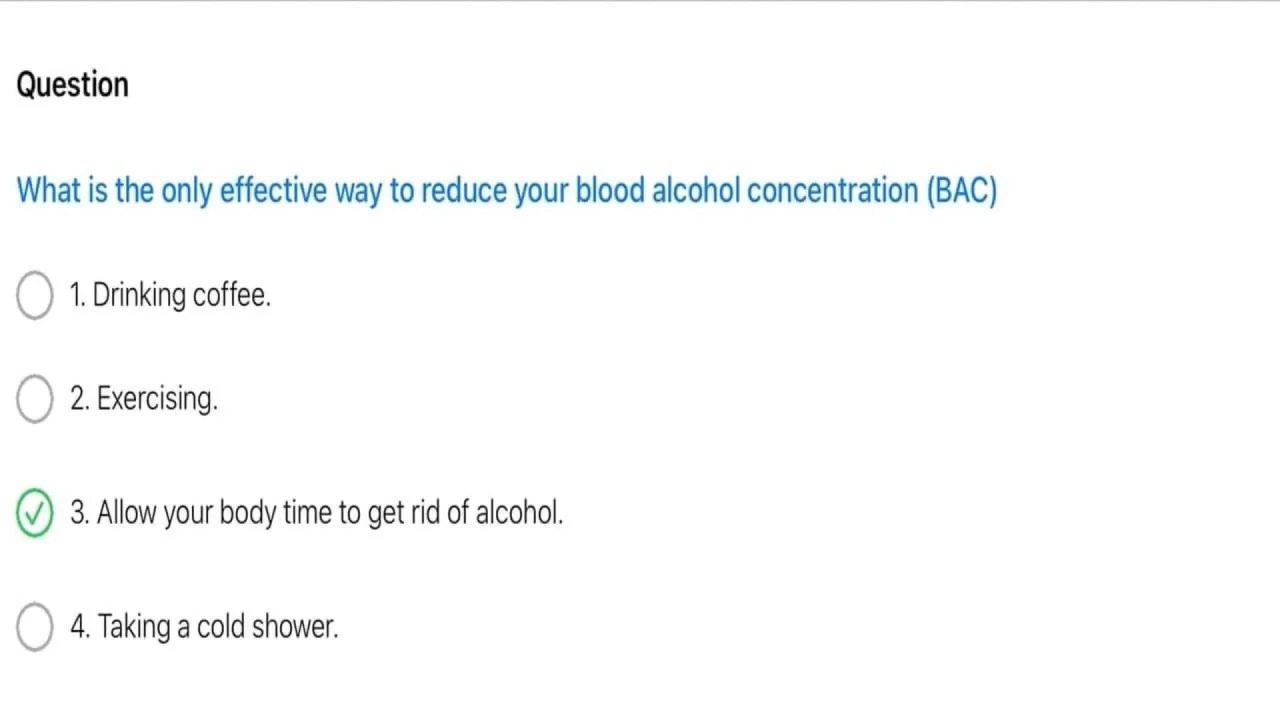 Question
What is the only effective way to reduce your blood alcohol concentration (BAC)
1. Drinking coffee.
2. Exercising.
3. Allow your body time to get rid of alcohol.
4. Taking a cold shower.